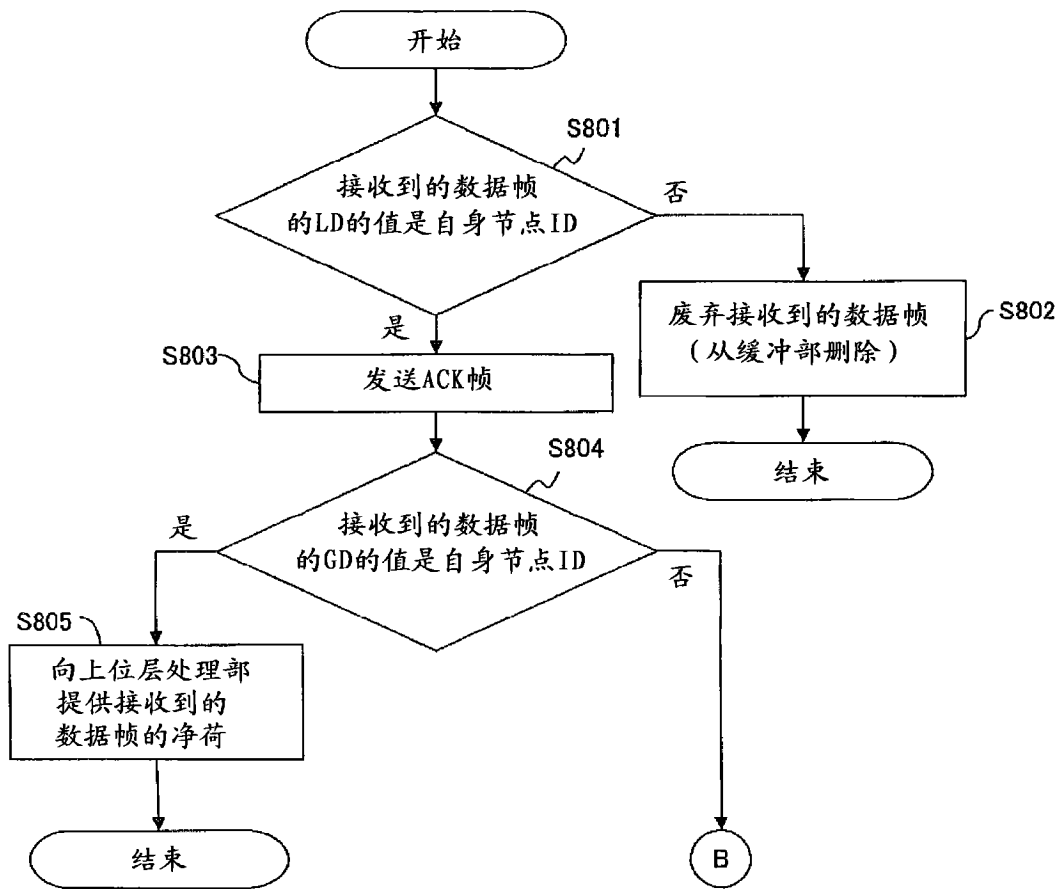 开始
S801
接收到的数据帧
的LD的值是自身节点ID
否
是
废弃接收到的数据帧
(从缓冲部删除)
S802
S803
发送ACK帧
结束
S804
接收到的数据帧
的GD的值是自身节点ID
是
否
S805
向上位层处理部
提供接收到的
数据帧的净荷
结束
B